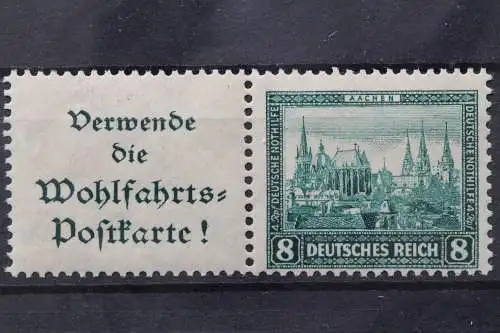 Verwende
die
Wohlfahrts-
Postkarte!
AACHEN
DEUTSCHE NOTHILFE
DEUTSCHE NOTHILFE
8 DEUTSCHES REICH 8